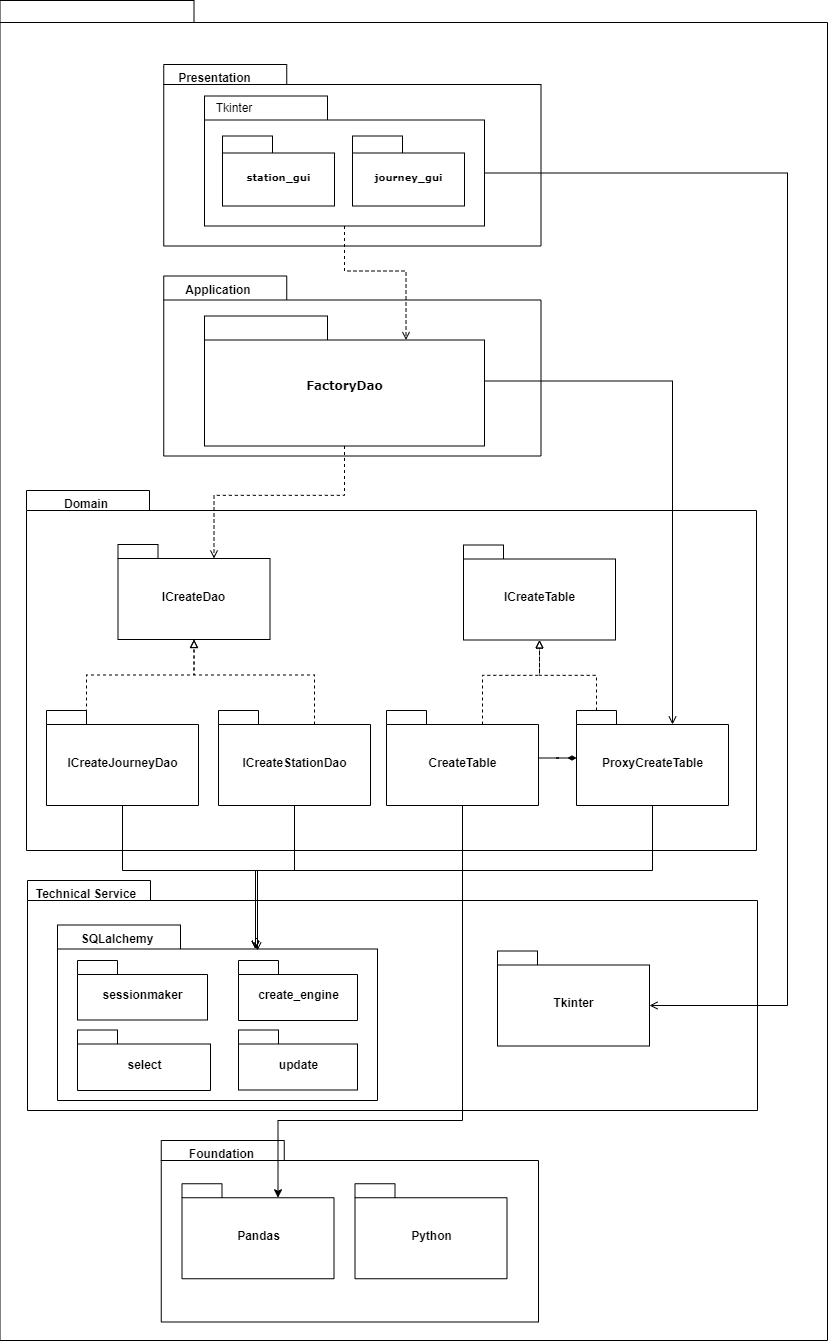 Presentation
Tkinter
station_gui
journey_gui
Application
FactoryDao
Domain
ICreateDao
ICreateTable
ICreateJourneyDao
ICreateStationDao
CreateTable
ProxyCreateTable
Technical Service
SQLalchemy
sessionmaker
create_engine
Tkinter
select
update
Foundation
Pandas
Python